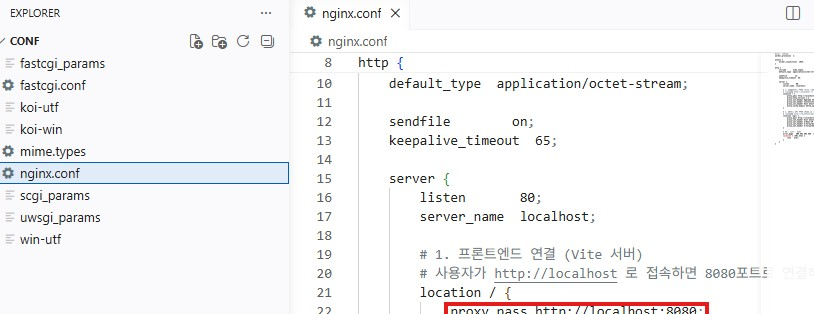 EXPLORER
CONF
fastcgi_params
fastcgi.conf
koi-utf
koi-win
mime.types
nginx.conf
scgi_params
uwsgi_params
win-utf
nginx.conf
nginx.conf
8 http {
10 default_type application/octet-stream;
11
12 sendfile on;
13 keepalive_timeout 65;
14
15 server {
16 listen 80;
17 server_name localhost;
18
19 # 1. 프론트엔드 연결 (Vite 서버)
20 # 사용자가 http://localhost 로 접속하면 8080포트로 연결
21 location / {
22 proxy_pass http://localhost:8080;